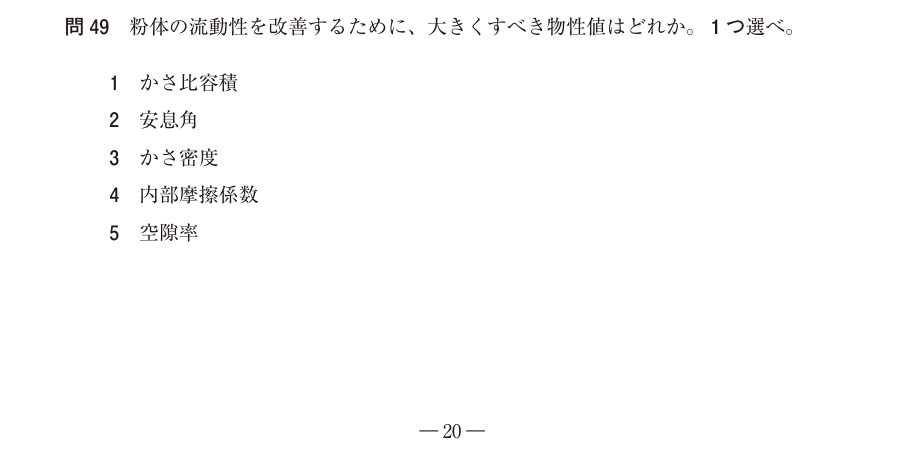 問 49　粉体の流動性を改善するために、大きくすべき物性値はどれか。1 つ選べ。
1　かさ比容積
2　安息角
3　かさ密度
4　内部摩擦係数
5　空隙率
— 20 —